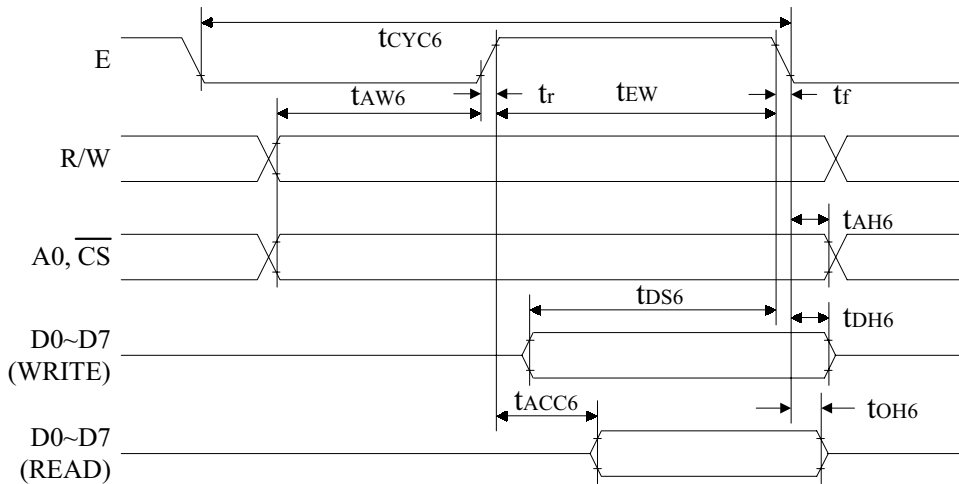 tCYC6
E
tAW6
tr
tEW
tf
R/W
tAH6
A0, CS
tDS6
tDH6
D0~D7
(WRITE)
tACC6
tOH6
D0~D7
(READ)